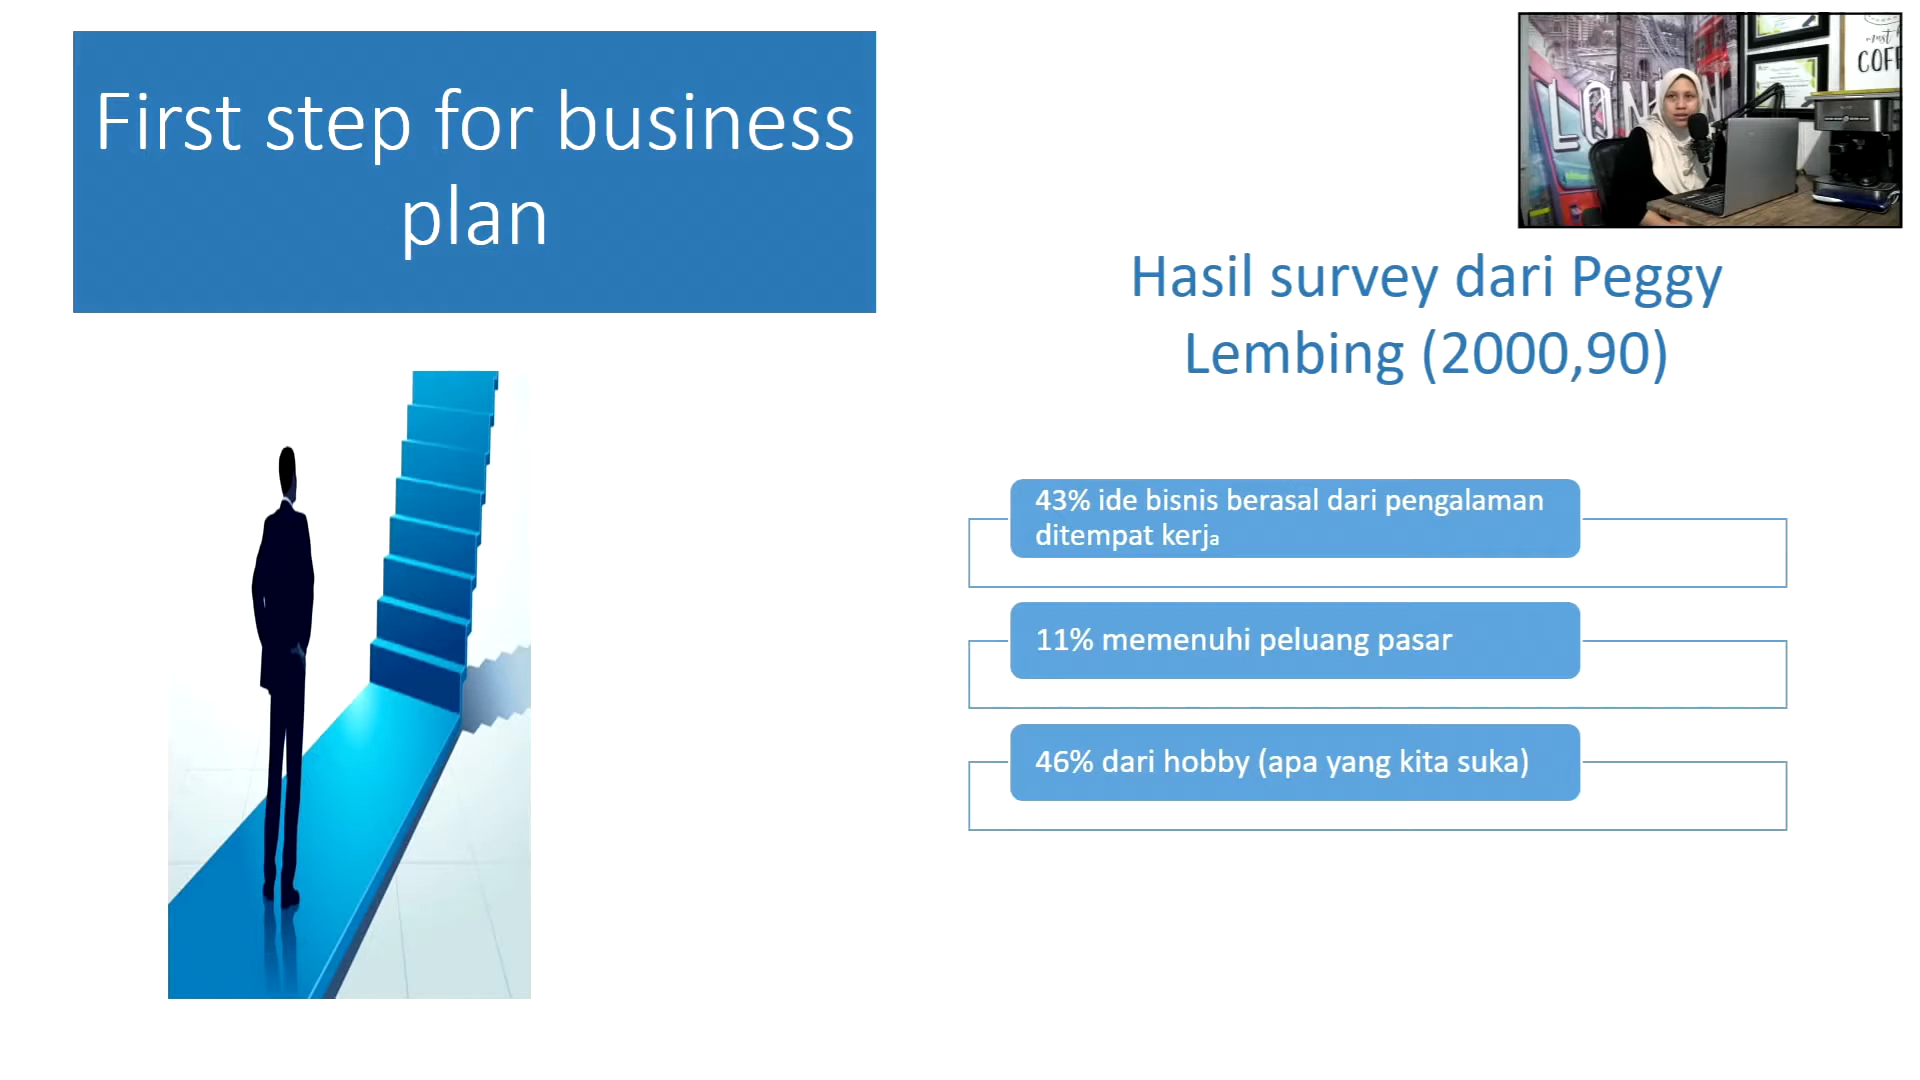 First step for business
plan
Hasil survey dari Peggy
Lembing (2000,90)
43% ide bisnis berasal dari pengalaman
ditempat kerja
11% memenuhi peluang pasar
46% dari hobby (apa yang kita suka)